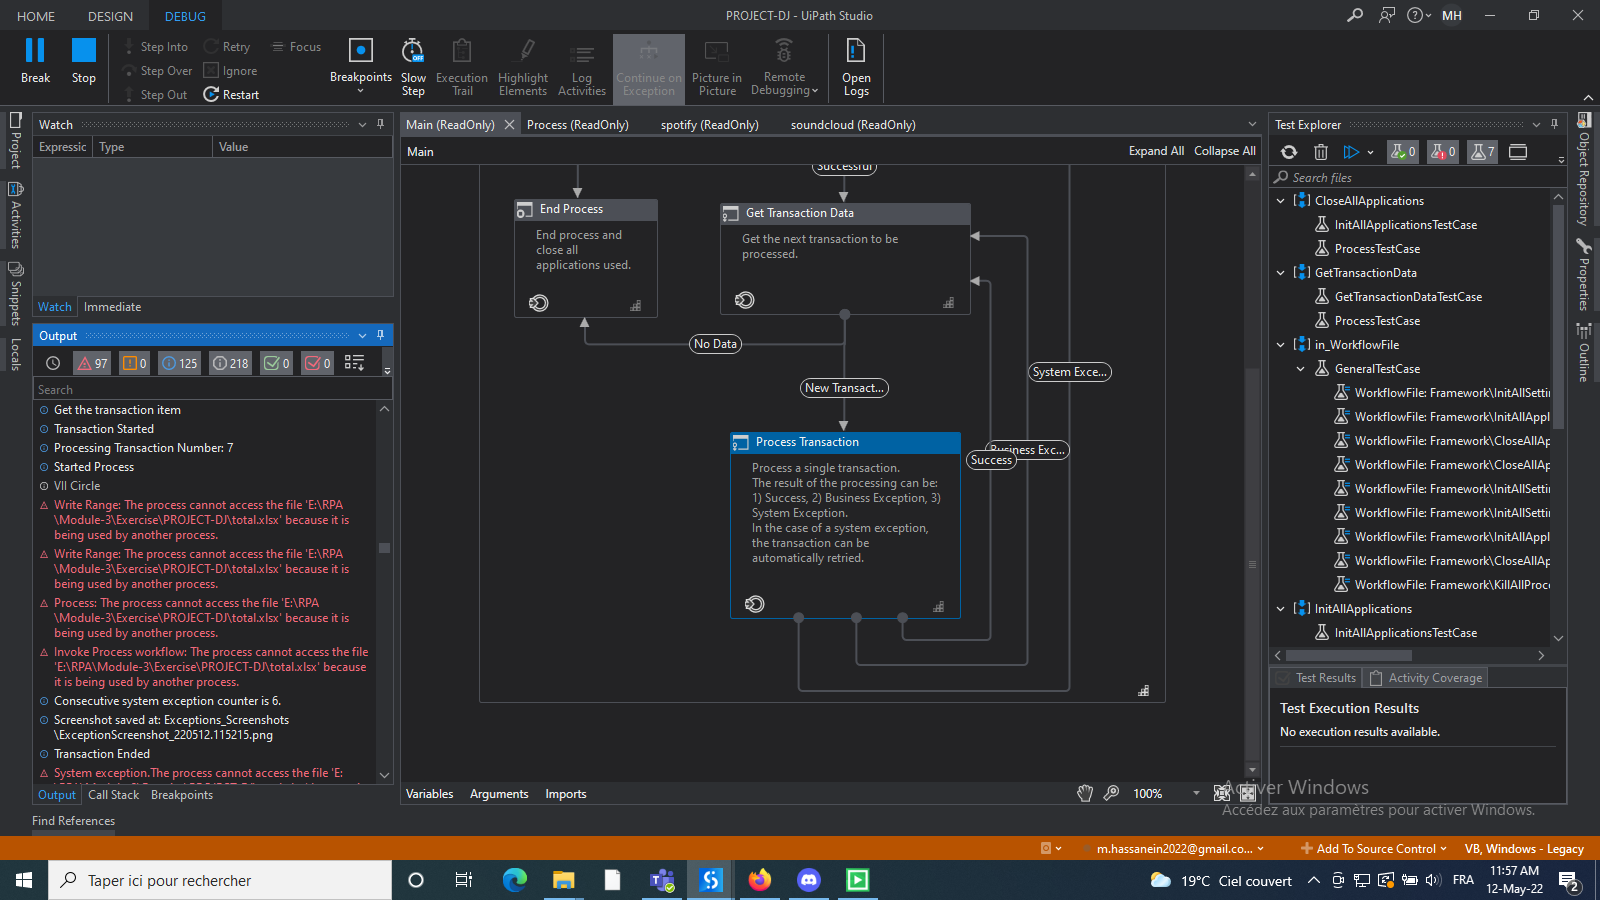 HOME
DESIGN
DEBUG
PROJECT-DJ - UiPath Studio
MH
Break
Stop
Step Into
Step Over
Step Out
Retry
Ignore
Restart
Focus
Breakpoints
Slow
Step
Execution
Trail
Highlight
Elements
Log
Activities
Continue on
Exception
Picture in
Picture
Remote
Debugging
Open
Logs
Project
Activities
Snippets
Locals
Watch
Expressic
Type
Value
Watch
Immediate
Output
97
0
125
218
0
0
Search
Get the transaction item
Transaction Started
Processing Transaction Number: 7
Started Process
VII Circle
Write Range: The process cannot access the file 'E:\RPA
\Module-3\Exercise\PROJECT-DJ\total.xlsx' because it is
being used by another process.
Write Range: The process cannot access the file 'E:\RPA
\Module-3\Exercise\PROJECT-DJ\total.xlsx' because it is
being used by another process.
Process: The process cannot access the file 'E:\RPA
\Module-3\Exercise\PROJECT-DJ\total.xlsx' because it is
being used by another process.
Invoke Process workflow: The process cannot access the file
'E:\RPA\Module-3\Exercise\PROJECT-DJ\total.xlsx' because
it is being used by another process.
Consecutive system exception counter is 6.
Screenshot saved at: Exceptions_Screenshots
\ExceptionScreenshot_220512.115215.png
Transaction Ended
System exception.The process cannot access the file 'E:
Output
Call Stack
Breakpoints
Find References
Main (ReadOnly)
Process (ReadOnly)
spotify (ReadOnly)
soundcloud (ReadOnly)
Main
Expand All
Collapse All
Successful
End Process
End process and
close all
applications used.
Get Transaction Data
Get the next transaction to be
processed.
No Data
New Transact...
System Exce...
Business Exc...
Success
Process Transaction
Process a single transaction.
The result of the processing can be:
1) Success, 2) Business Exception, 3)
System Exception.
In the case of a system exception,
the transaction can be
automatically retried.
Variables
Arguments
Imports
100%
Test Explorer
0
0
7
Search files
CloseAllApplications
InitAllApplicationsTestCase
ProcessTestCase
GetTransactionData
GetTransactionDataTestCase
ProcessTestCase
in_WorkflowFile
GeneralTestCase
WorkflowFile: Framework\InitAllSetti
WorkflowFile: Framework\InitAllAppl
WorkflowFile: Framework\CloseAllAp
WorkflowFile: Framework\CloseAllAp
WorkflowFile: Framework\InitAllSetti
WorkflowFile: Framework\InitAllSetti
WorkflowFile: Framework\InitAllAppl
WorkflowFile: Framework\CloseAllAp
WorkflowFile: Framework\KillAllProc
InitAllApplications
InitAllApplicationsTestCase
Test Results
Activity Coverage
Test Execution Results
No execution results available.
Object Repository
Properties
Outline
Activer Windows
Accédez aux paramètres pour activer Windows.
m.hassanein2022@gmail.co...
Add To Source Control
VB, Windows - Legacy
Taper ici pour rechercher
19°C
Ciel couvert
FRA
11:57 AM
12-May-22
2